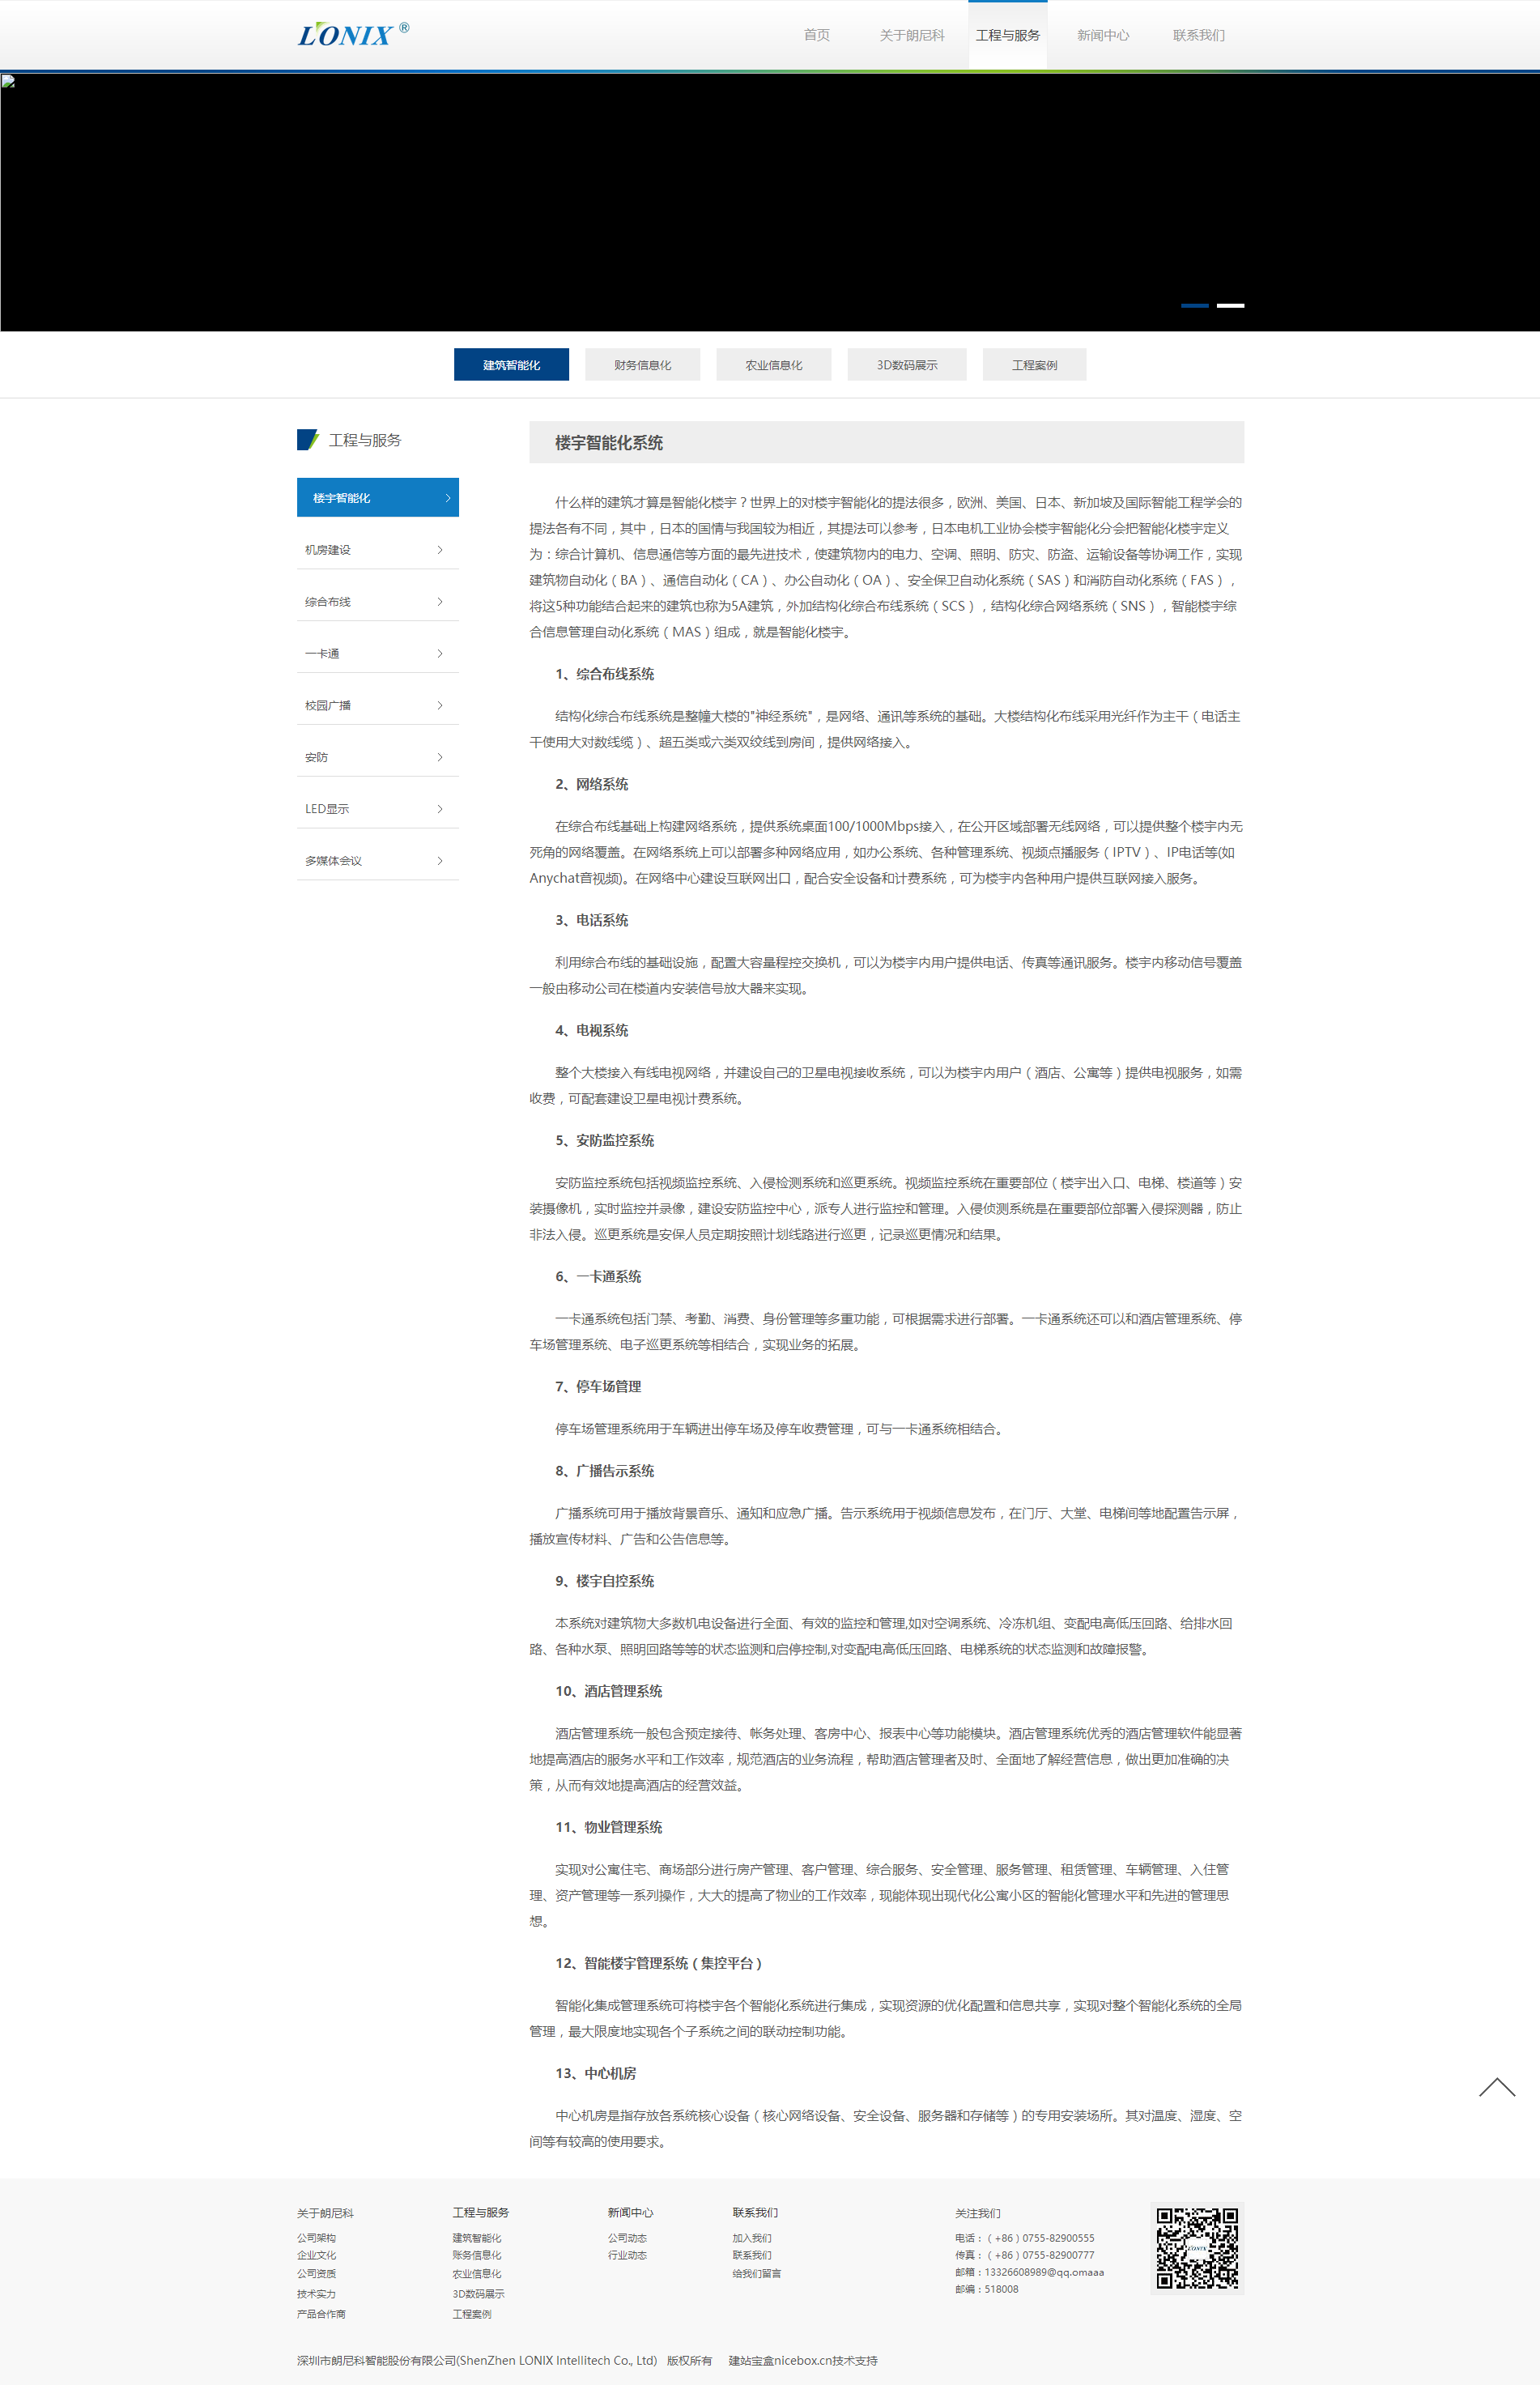 LONIX ®
首页 关于朗尼科 工程与服务 新闻中心 联系我们
建筑智能化 财务信息化 农业信息化 3D数码展示 工程案例
工程与服务
楼宇智能化
机房建设
综合布线
一卡通
校园广播
安防
LED显示
多媒体会议
楼宇智能化系统
什么样的建筑才算是智能化楼宇？世界上的对楼宇智能化的提法很多，欧洲、美国、日本、新加坡及国际智能工程学会的
提法各有不同，其中，日本的国情与我国较为相近，其提法可以参考，日本电机工业协会楼宇智能化分会把智能化楼宇定义
为：综合计算机、信息通信等方面的最先进技术，使建筑物内的电力、空调、照明、防灾、防盗、运输设备等协调工作，实现
建筑物自动化（BA）、通信自动化（CA）、办公自动化（OA）、安全保卫自动化系统（SAS）和消防自动化系统（FAS），
将这5种功能结合起来的建筑也称为5A建筑，外加结构化综合布线系统（SCS），结构化综合网络系统（SNS），智能楼宇综
合信息管理自动化系统（MAS）组成，就是智能化楼宇。
1、综合布线系统
结构化综合布线系统是整幢大楼的"神经系统"，是网络、通讯等系统的基础。大楼结构化布线采用光纤作为主干（电话主
干使用大对数线缆）、超五类或六类双绞线到房间，提供网络接入。
2、网络系统
在综合布线基础上构建网络系统，提供系统桌面100/1000Mbps接入，在公开区域部署无线网络，可以提供整个楼宇内无
死角的网络覆盖。在网络系统上可以部署多种网络应用，如办公系统、各种管理系统、视频点播服务（IPTV）、IP电话等(如
Anychat音视频)。在网络中心建设互联网出口，配合安全设备和计费系统，可为楼宇内各种用户提供互联网接入服务。
3、电话系统
利用综合布线的基础设施，配置大容量程控交换机，可以为楼宇内用户提供电话、传真等通讯服务。楼宇内移动信号覆盖
一般由移动公司在楼道内安装信号放大器来实现。
4、电视系统
整个大楼接入有线电视网络，并建设自己的卫星电视接收系统，可以为楼宇内用户（酒店、公寓等）提供电视服务，如需
收费，可配套建设卫星电视计费系统。
5、安防监控系统
安防监控系统包括视频监控系统、入侵检测系统和巡更系统。视频监控系统在重要部位（楼宇出入口、电梯、楼道等）安
装摄像机，实时监控并录像，建设安防监控中心，派专人进行监控和管理。入侵侦测系统是在重要部位部署入侵探测器，防止
非法入侵。巡更系统是安保人员定期按照计划线路进行巡更，记录巡更情况和结果。
6、一卡通系统
一卡通系统包括门禁、考勤、消费、身份管理等多重功能，可根据需求进行部署。一卡通系统还可以和酒店管理系统、停
车场管理系统、电子巡更系统等相结合，实现业务的拓展。
7、停车场管理
停车场管理系统用于车辆进出停车场及停车收费管理，可与一卡通系统相结合。
8、广播告示系统
广播系统可用于播放背景音乐、通知和应急广播。告示系统用于视频信息发布，在门厅、大堂、电梯间等地配置告示屏，
播放宣传材料、广告和公告信息等。
9、楼宇自控系统
本系统对建筑物大多数机电设备进行全面、有效的监控和管理,如对空调系统、冷冻机组、变配电高低压回路、给排水回
路、各种水泵、照明回路等等的状态监测和启停控制,对变配电高低压回路、电梯系统的状态监测和故障报警。
10、酒店管理系统
酒店管理系统一般包含预定接待、帐务处理、客房中心、报表中心等功能模块。酒店管理系统优秀的酒店管理软件能显著
地提高酒店的服务水平和工作效率，规范酒店的业务流程，帮助酒店管理者及时、全面地了解经营信息，做出更加准确的决
策，从而有效地提高酒店的经营效益。
11、物业管理系统
实现对公寓住宅、商场部分进行房产管理、客户管理、综合服务、安全管理、服务管理、租赁管理、车辆管理、入住管
理、资产管理等一系列操作，大大的提高了物业的工作效率，现能体现出现代化公寓小区的智能化管理水平和先进的管理思
想。
12、智能楼宇管理系统（集控平台）
智能化集成管理系统可将楼宇各个智能化系统进行集成，实现资源的优化配置和信息共享，实现对整个智能化系统的全局
管理，最大限度地实现各个子系统之间的联动控制功能。
13、中心机房
中心机房是指存放各系统核心设备（核心网络设备、安全设备、服务器和存储等）的专用安装场所。其对温度、湿度、空
间等有较高的使用要求。
关于朗尼科
公司架构
企业文化
公司资质
技术实力
产品合作商
工程与服务
建筑智能化
账务信息化
农业信息化
3D数码展示
工程案例
新闻中心
公司动态
行业动态
联系我们
加入我们
联系我们
给我们留言
关注我们
电话：（+86）0755-82900555
传真：（+86）0755-82900777
邮箱：13326608989@qq.omaaa
邮编：518008
LONIX
深圳市朗尼科智能股份有限公司(ShenZhen LONIX Intellitech Co., Ltd) 版权所有 建站宝盒nicebox.cn技术支持